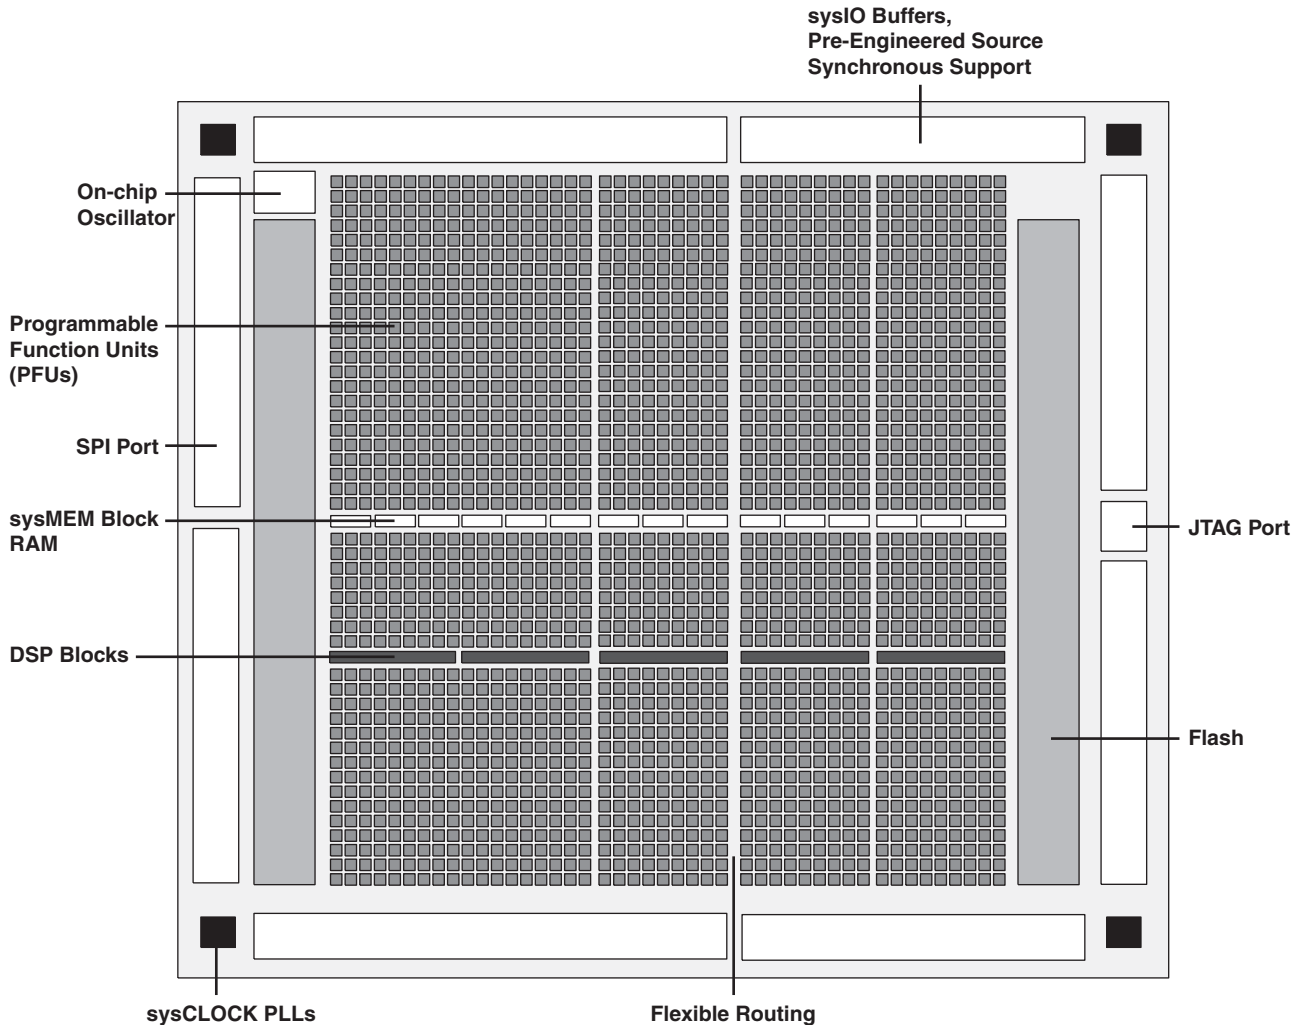 sysIO Buffers,
Pre-Engineered Source
Synchronous Support
On-chip
Oscillator
Programmable
Function Units
(PFUs)
SPI Port
sysMEM Block
RAM
JTAG Port
DSP Blocks
Flash
sysCLOCK PLLs
Flexible Routing